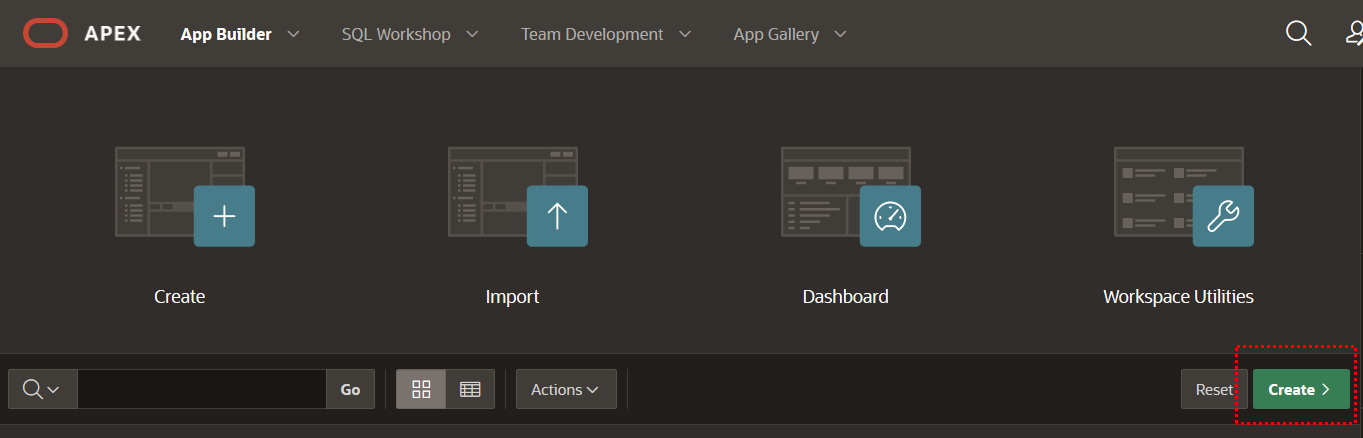 APEX App Builder SQL Workshop Team Development App Gallery
Create Import Dashboard Workspace Utilities
Go Actions Reset Create